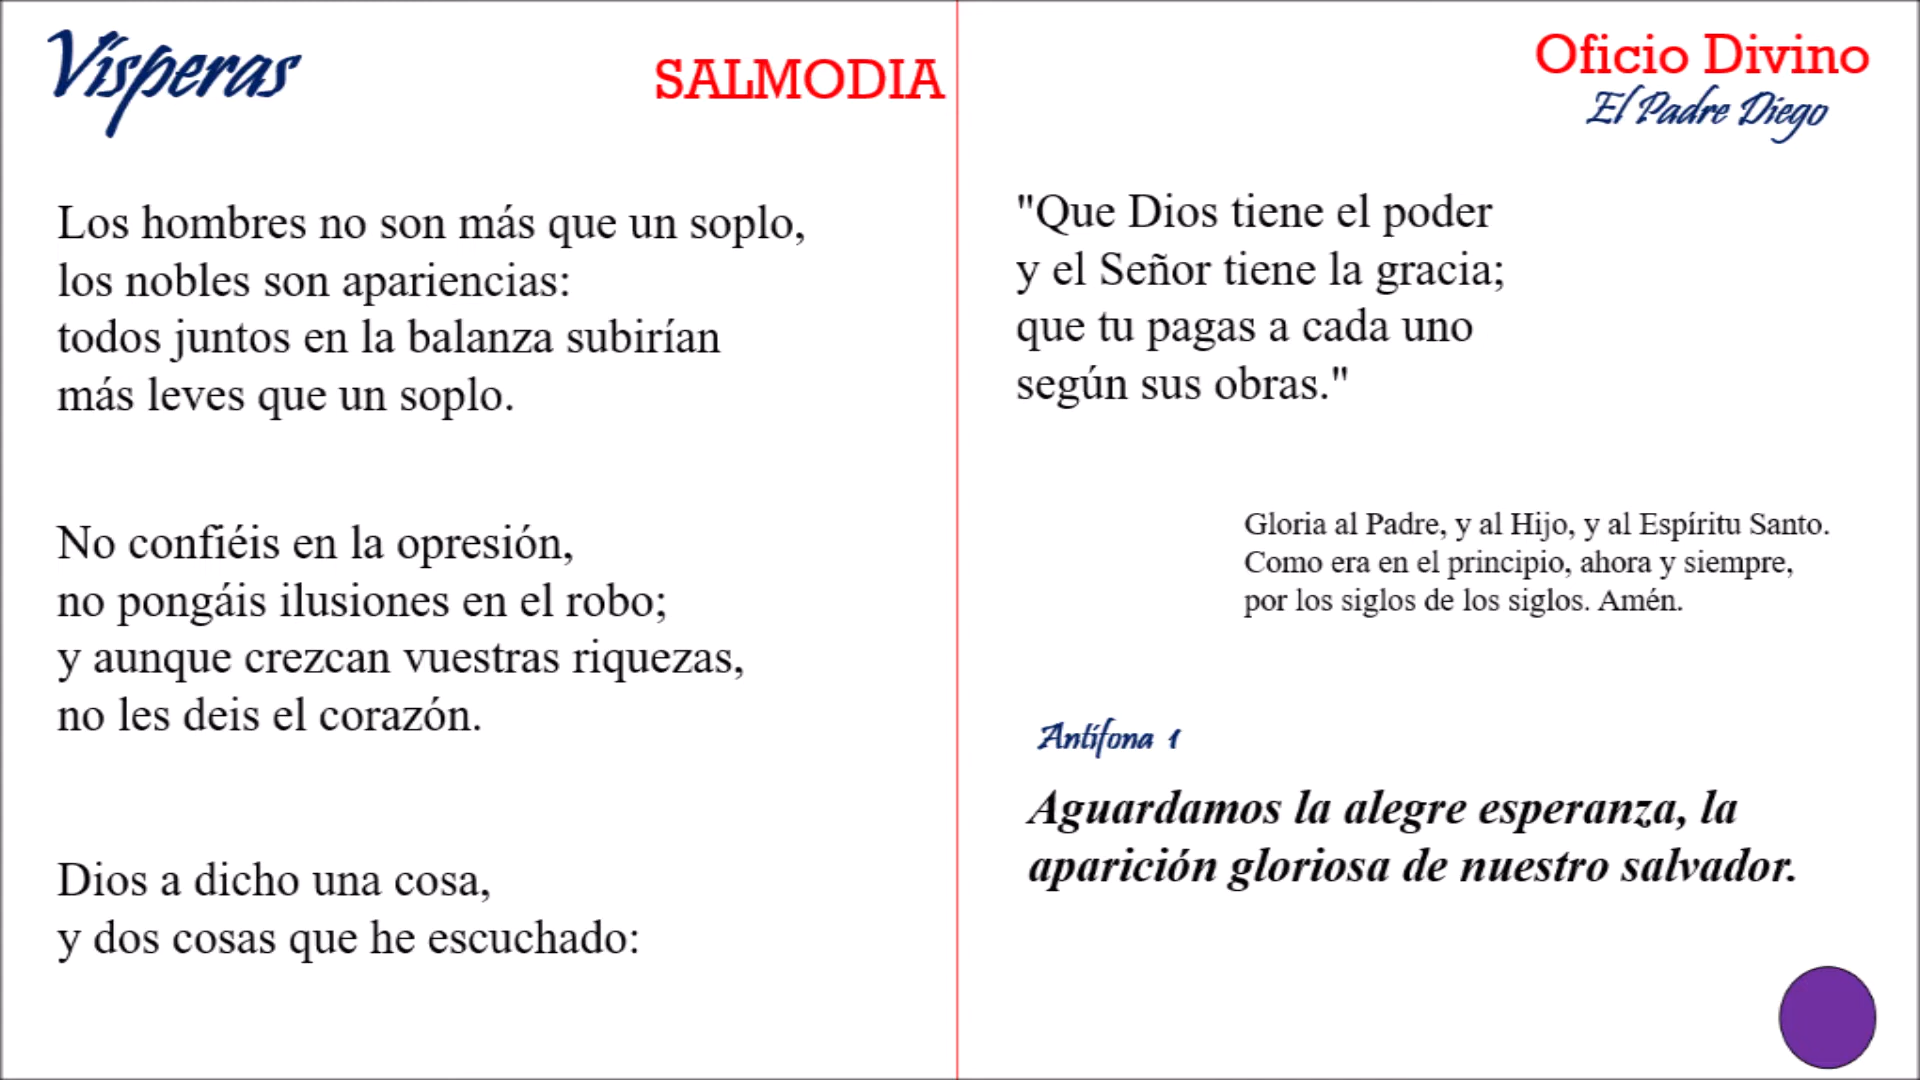 Vísperas
SALMODIA
Los hombres no son más que un soplo,
los nobles son apariencias:
todos juntos en la balanza subirían
más leves que un soplo.
No confiéis en la opresión,
no pongáis ilusiones en el robo;
y aunque crezcan vuestras riquezas,
no les deis el corazón.
Dios a dicho una cosa,
y dos cosas que he escuchado:
Oficio Divino
El Padre Diego
"Que Dios tiene el poder
y el Señor tiene la gracia;
que tu pagas a cada uno
según sus obras."
Gloria al Padre, y al Hijo, y al Espíritu Santo.
Como era en el principio, ahora y siempre,
por los siglos de los siglos. Amén.
Antífona 1
Aguardamos la alegre esperanza, la
aparición gloriosa de nuestro salvador.